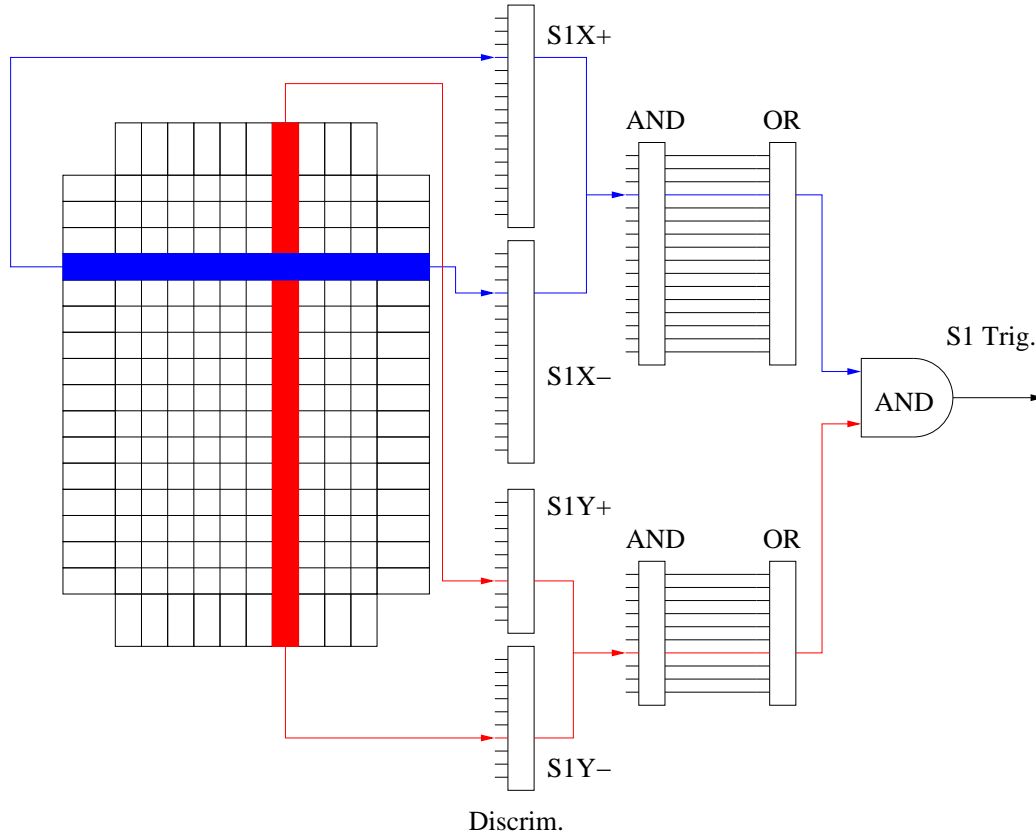 S1X+
AND
OR
S1X−
S1 Trig.
AND
S1Y+
AND
OR
S1Y−
Discrim.